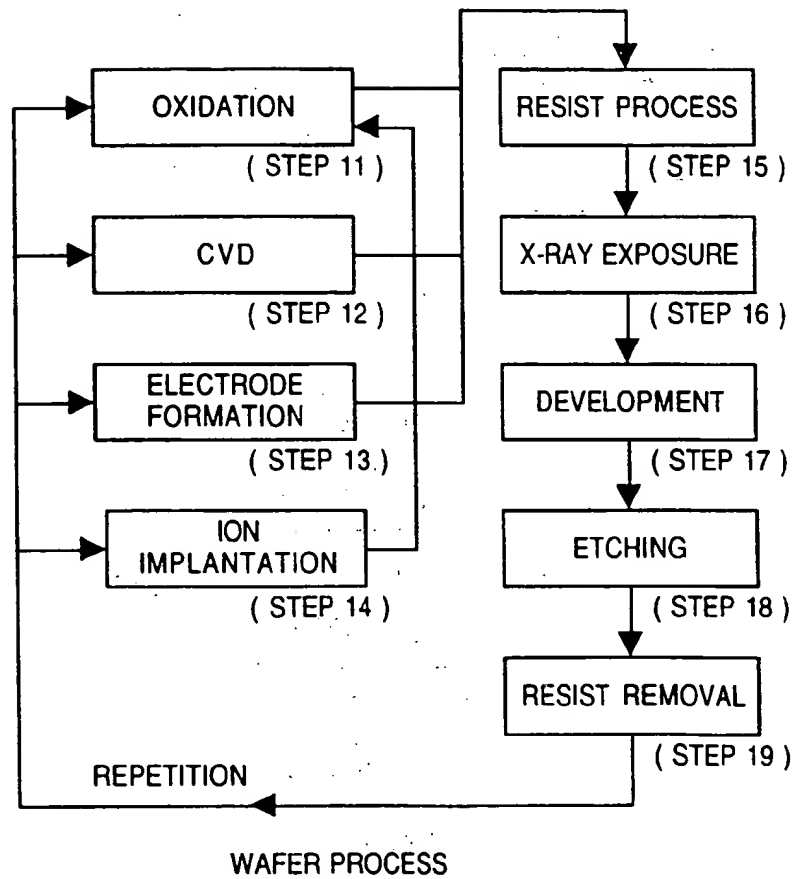 OXIDATION
( STEP 11 )
CVD
( STEP 12 )
ELECTRODE
FORMATION
( STEP 13 )
ION
IMPLANTATION
( STEP 14 )
RESIST PROCESS
( STEP 15 )
X-RAY EXPOSURE
( STEP 16 )
DEVELOPMENT
( STEP 17 )
ETCHING
( STEP 18 )
RESIST REMOVAL
( STEP 19 )
REPETITION
WAFER PROCESS